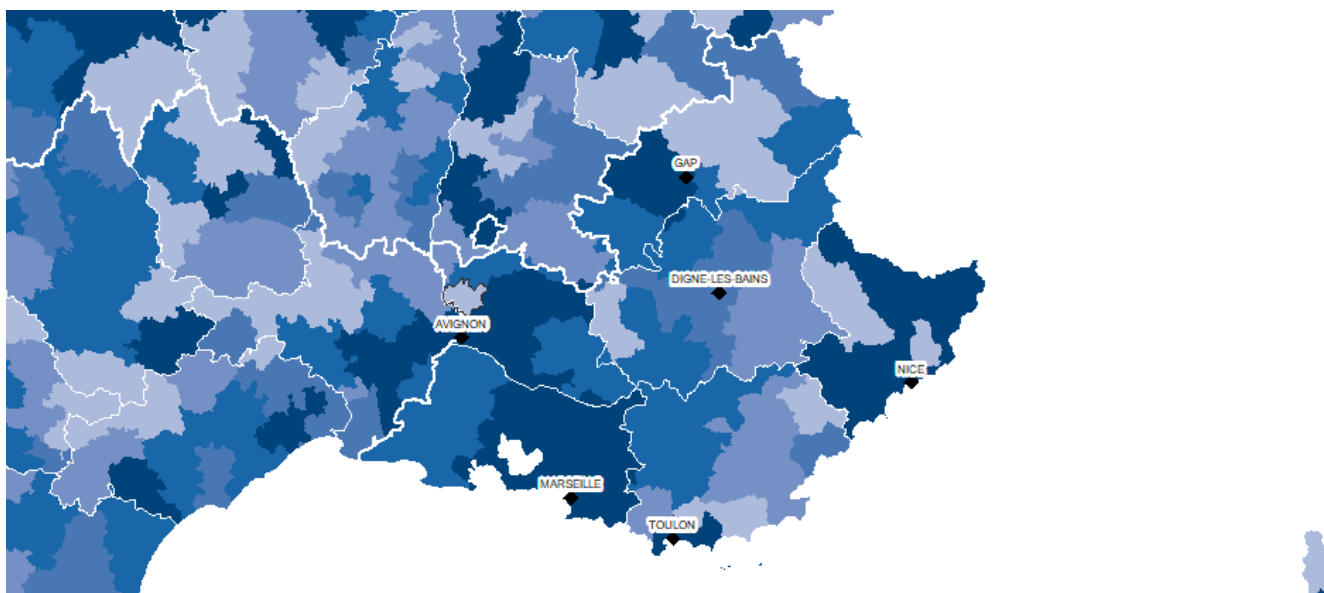 GAP
DIGNE-LES-BAINS
AVIGNON
NICE
MARSEILLE
TOULON